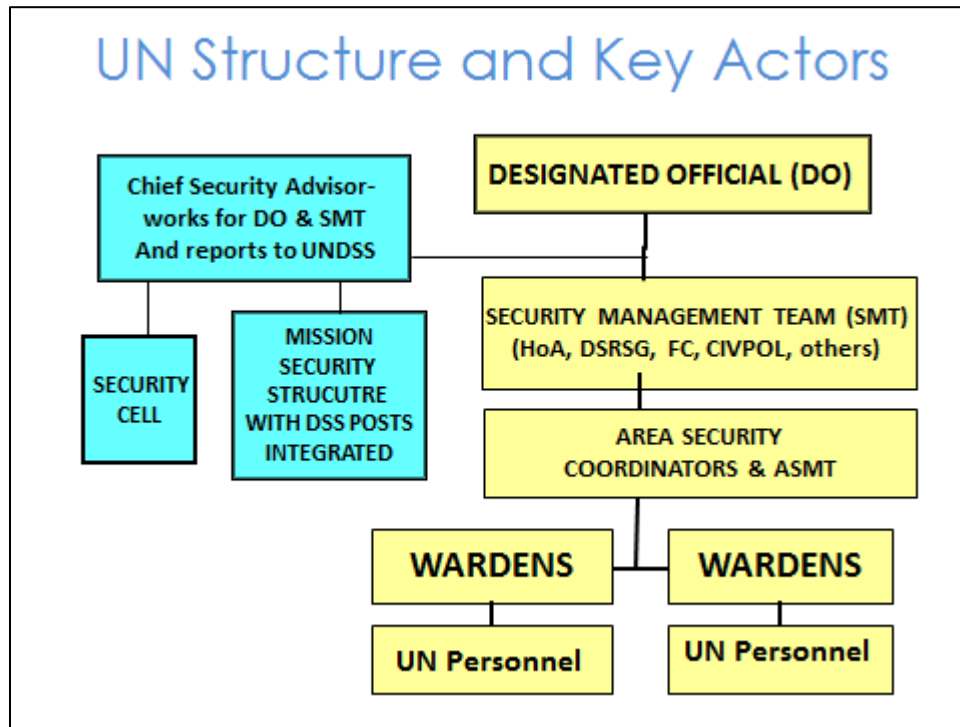 UN Structure and Key Actors
Chief Security Advisor-
works for DO & SMT
And reports to UNDSS
DESIGNATED OFFICIAL (DO)
SECURITY
CELL
MISSION
SECURITY
STRUCUTRE
WITH DSS POSTS
INTEGRATED
SECURITY MANAGEMENT TEAM (SMT)
(HoA, DSRSG, FC, CIVPOL, others)
AREA SECURITY
COORDINATORS & ASMT
WARDENS
WARDENS
UN Personnel
UN Personnel